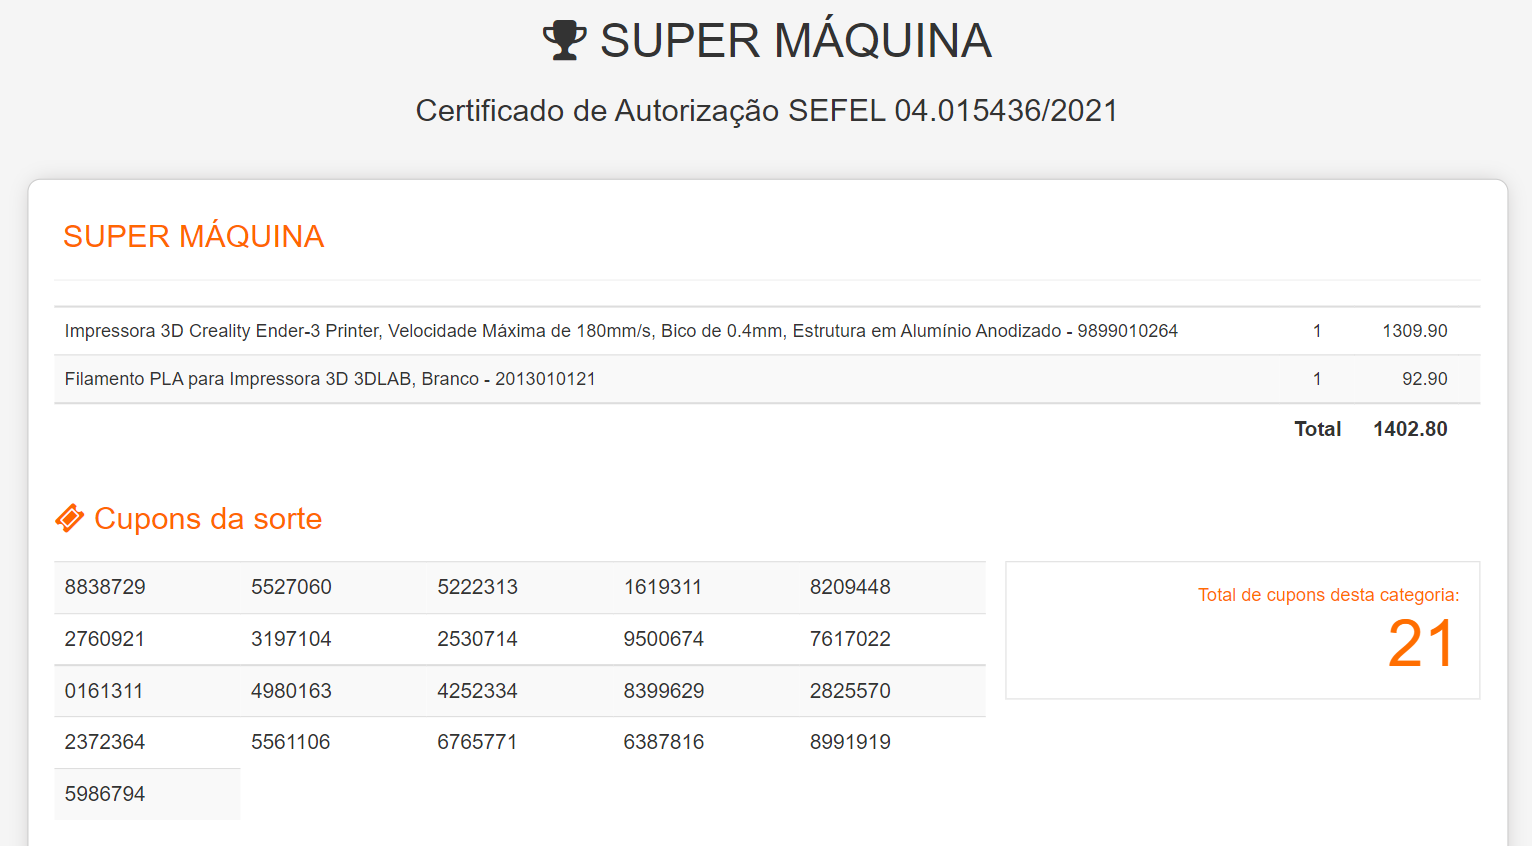 SUPER MÁQUINA
Certificado de Autorização SEFEL 04.015436/2021
SUPER MÁQUINA
Impressora 3D Creality Ender-3 Printer, Velocidade Máxima de 180mm/s, Bico de 0.4mm, Estrutura em Alumínio Anodizado - 9899010264 1 1309.90
Filamento PLA para Impressora 3D 3DLAB, Branco - 2013010121 1 92.90
Total 1402.80
Cupons da sorte
8838729 5527060 5222313 1619311 8209448
2760921 3197104 2530714 9500674 7617022
0161311 4980163 4252334 8399629 2825570
2372364 5561106 6765771 6387816 8991919
5986794
Total de cupons desta categoria:
21